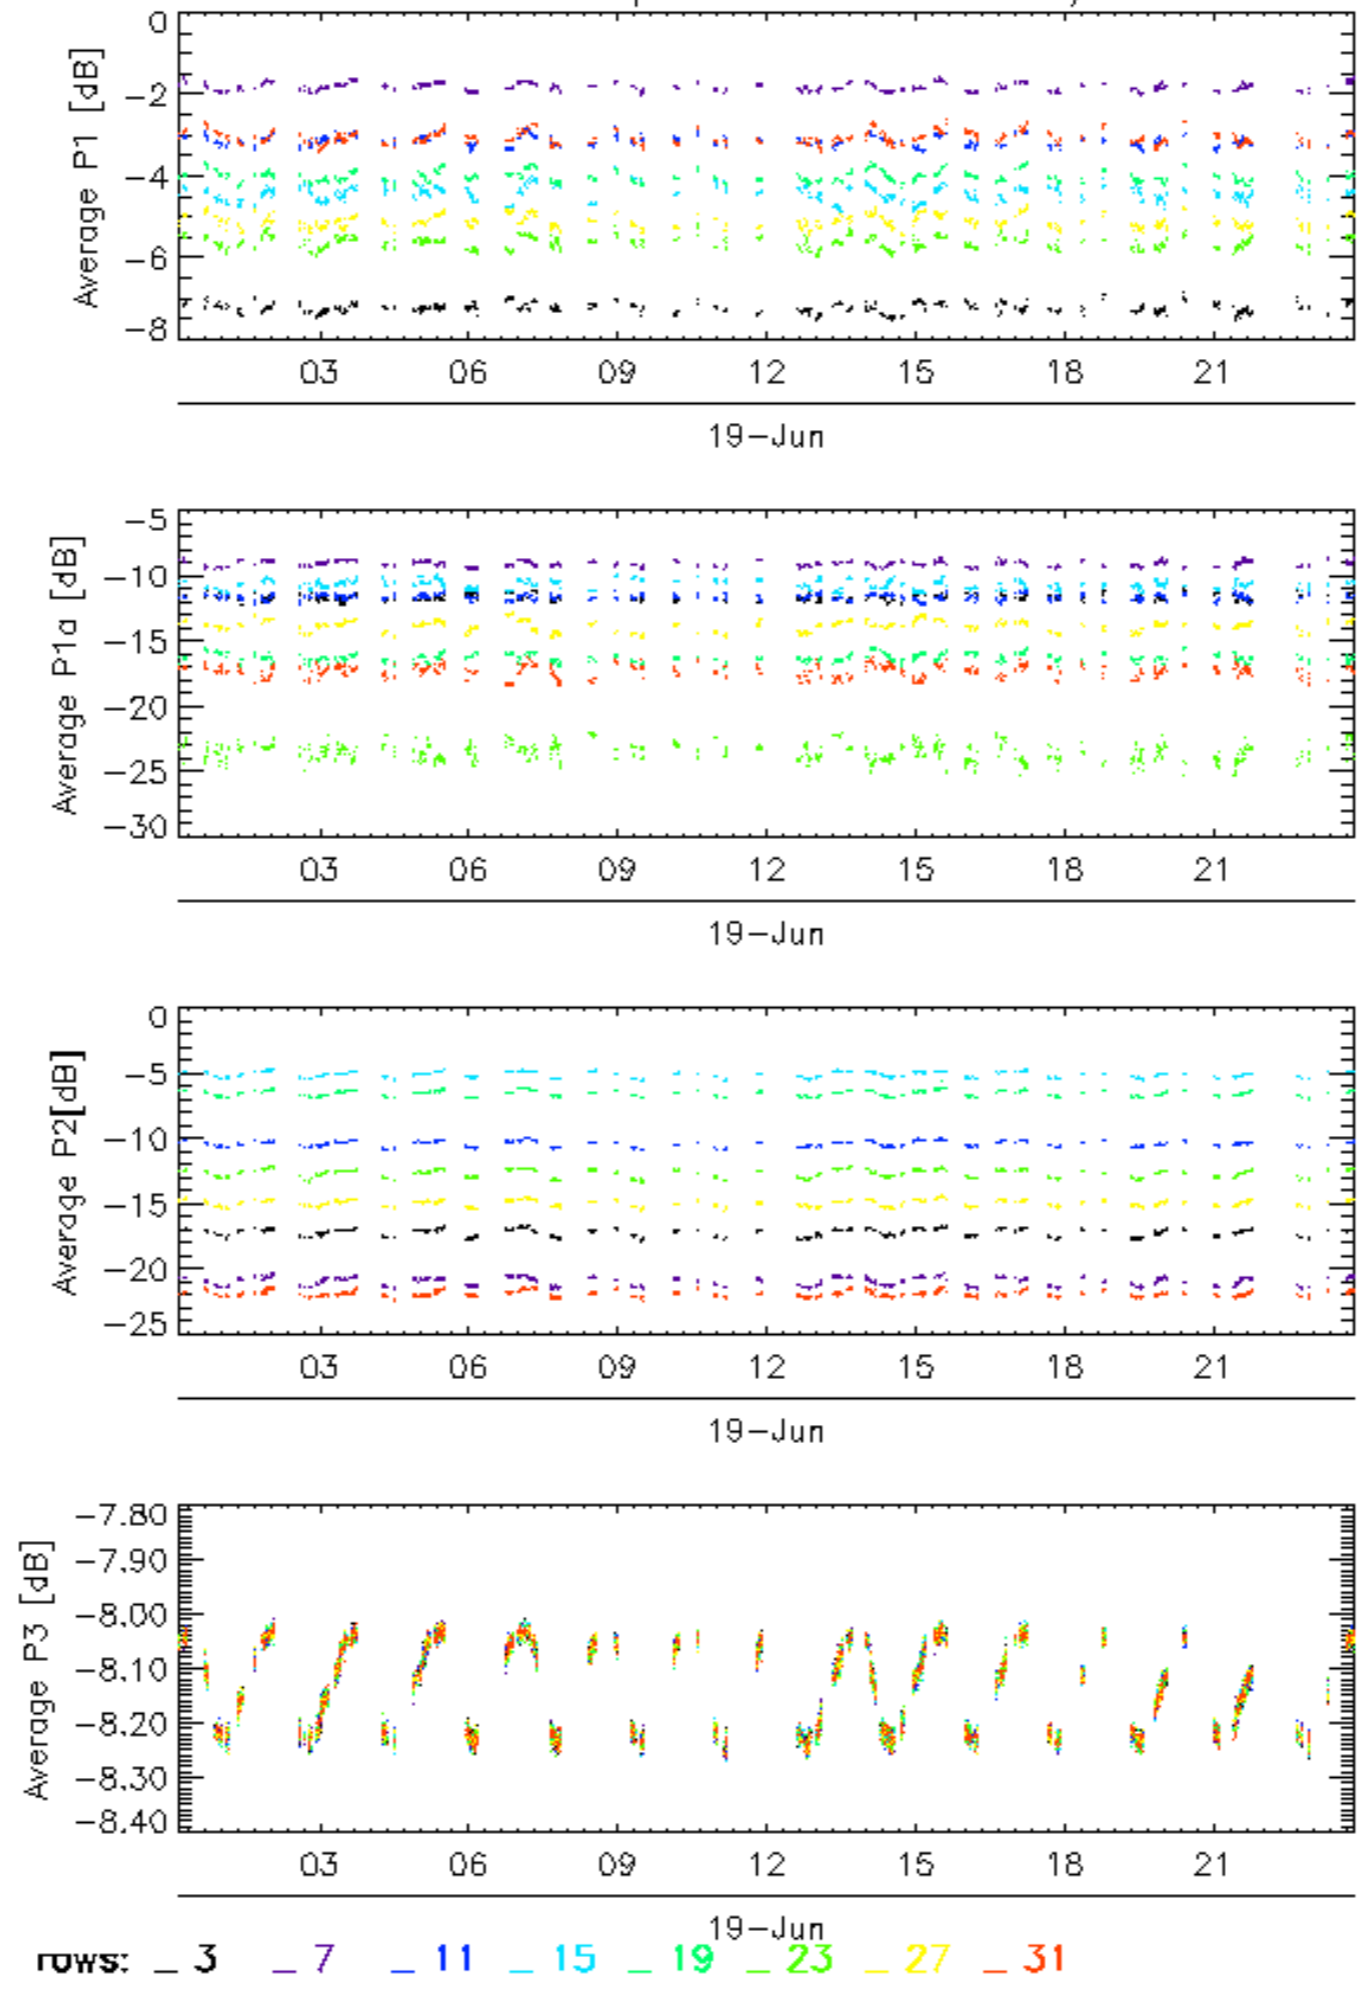 0
−2
−4
−6
−8
Average P1 [dB]
03 06 09 12 15 18 21
19−Jun
−5
−10
−15
−20
−25
−30
Average P1a [dB]
03 06 09 12 15 18 21
19−Jun
0
−5
−10
−15
−20
−25
Average P2[dB]
03 06 09 12 15 18 21
19−Jun
−7.80
−7.90
−8.00
−8.10
−8.20
−8.30
−8.40
Average P3 [dB]
03 06 09 12 15 18 21
19−Jun
rows: _ 3 _ 7 _ 11 _ 15 _ 19 _ 23 _ 27 _ 31